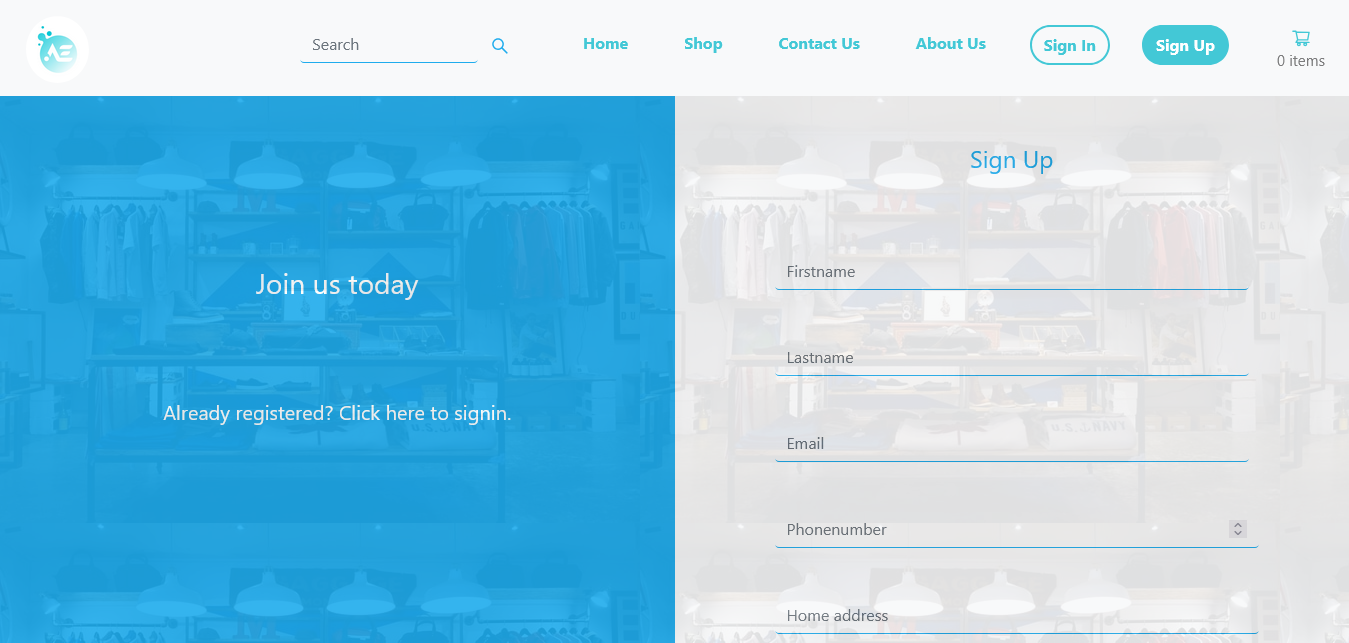 AE
Search
Home
Shop
Contact Us
About Us
Sign In
Sign Up
0 items
Join us today
Already registered? Click here to signin.
Sign Up
Firstname
Lastname
Email
Phonenumber
Home address